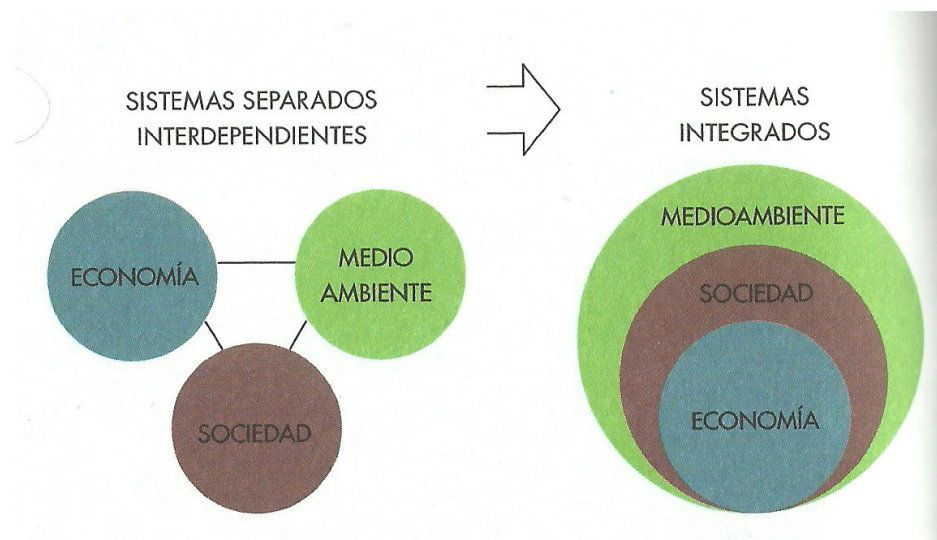 SISTEMAS SEPARADOS
INTERDEPENDIENTES
ECONOMÍA
MEDIO
AMBIENTE
SOCIEDAD
SISTEMAS
INTEGRADOS
MEDIOAMBIENTE
SOCIEDAD
ECONOMÍA